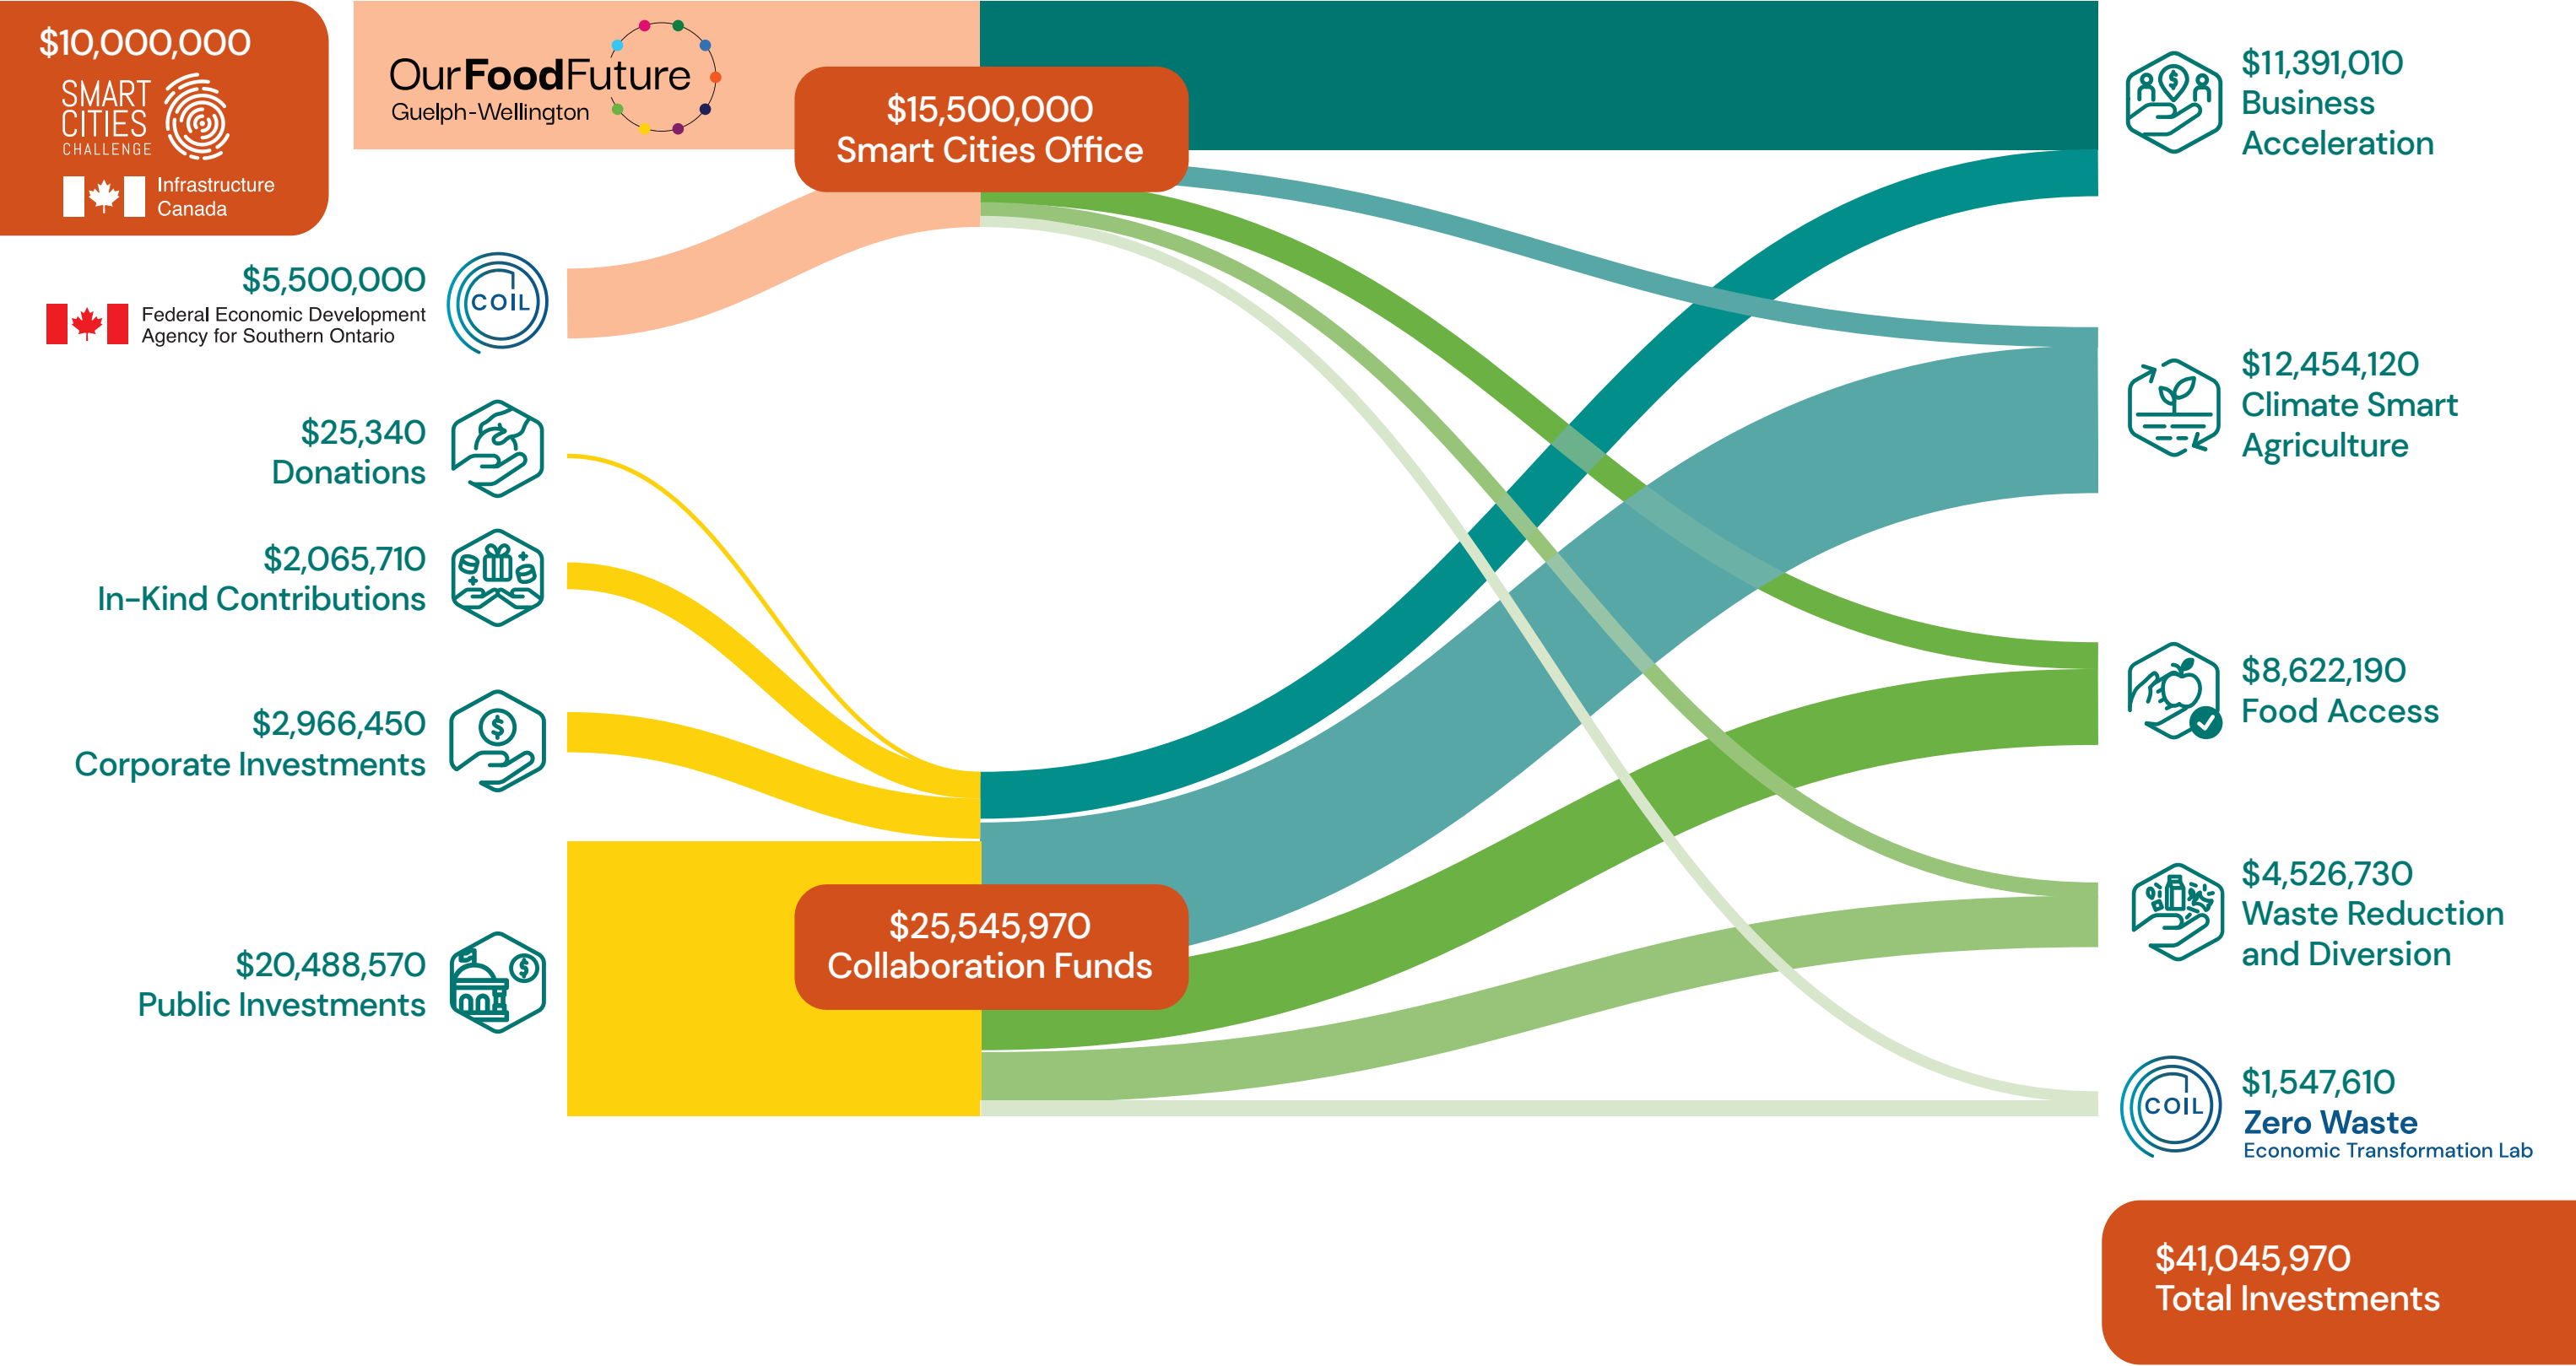 $10,000,000
SMART
CITIES
CHALLENGE
Infrastructure
Canada
OurFoodFuture
Guelph-Wellington
$15,500,000
Smart Cities Office
$5,500,000
Federal Economic Development
Agency for Southern Ontario
COIL
$25,340
Donations
$2,065,710
In-Kind Contributions
$2,966,450
Corporate Investments
$20,488,570
Public Investments
$25,545,970
Collaboration Funds
$11,391,010
Business
Acceleration
$12,454,120
Climate Smart
Agriculture
$8,622,190
Food Access
$4,526,730
Waste Reduction
and Diversion
COIL
$1,547,610
Zero Waste
Economic Transformation Lab
$41,045,970
Total Investments